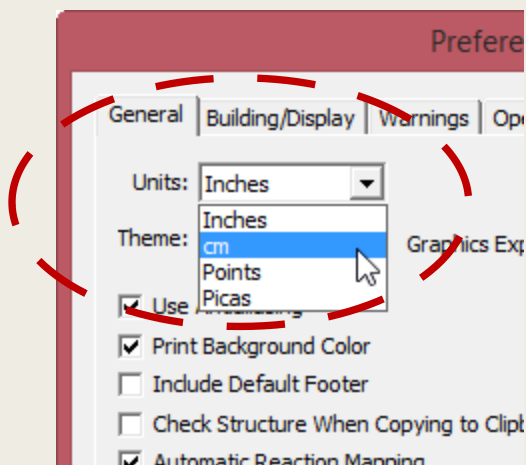 Prefere
General Building/Display Warnings Ope
Units: Inches
Inches
Theme: cm Graphics Exp
Points
Picas
Use Antialiasing
Print Background Color
Include Default Footer
Check Structure When Copying to Clipb
Automatic Reaction Mapping